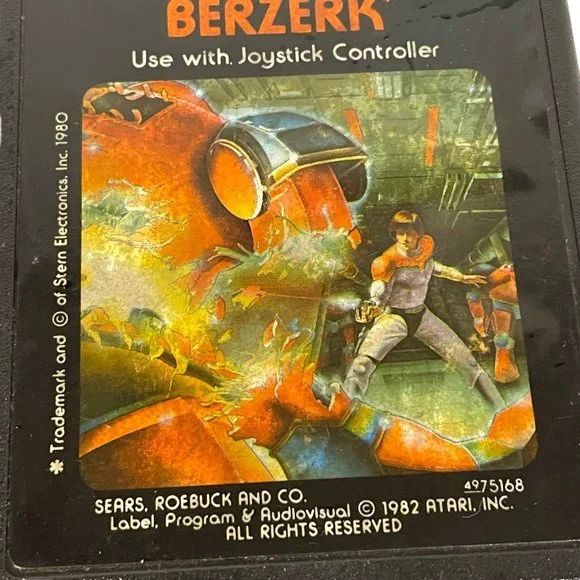 BERZERK
Use with Joystick Controller
* Trademark and © of Stern Electronics, Inc. 1980
4975168
SEARS, ROEBUCK AND CO.
Label, Program & Audiovisual © 1982 ATARI, INC.
ALL RIGHTS RESERVED